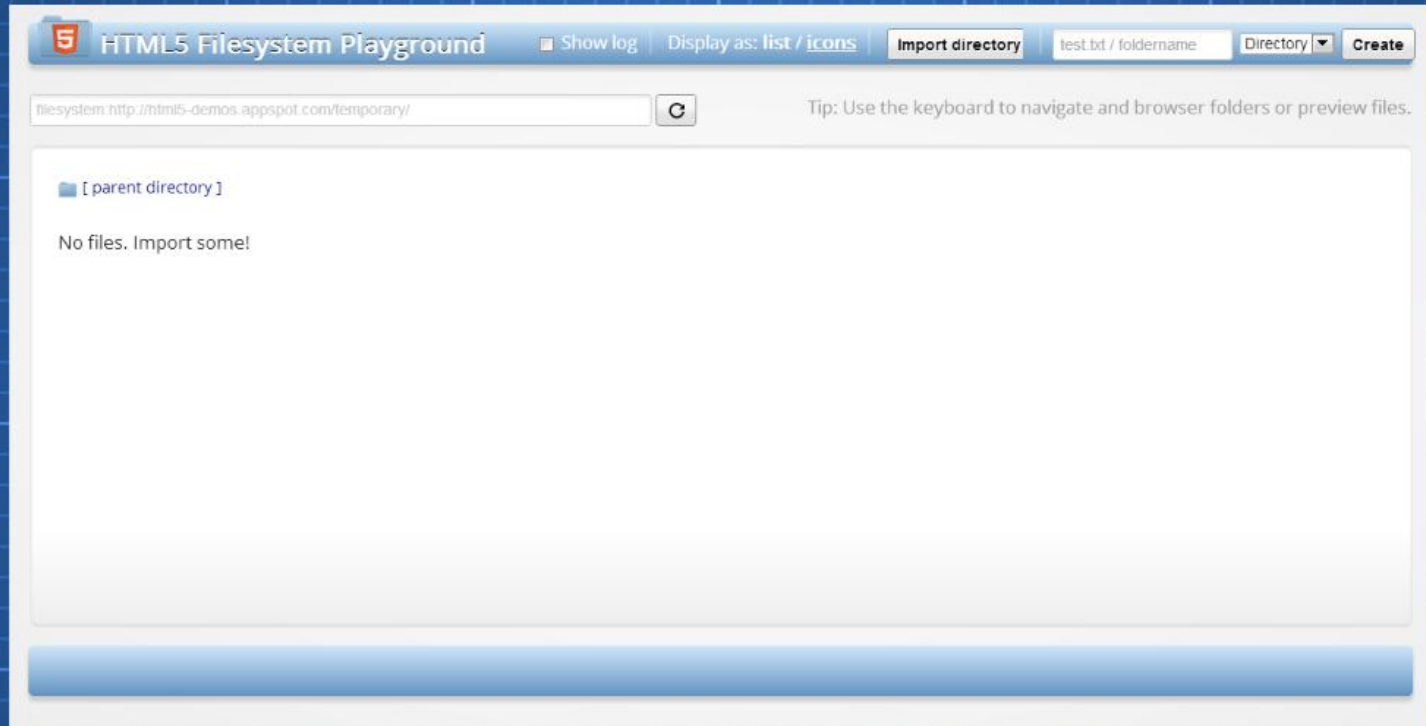 5 HTML5 Filesystem Playground Show log Display as: list / icons Import directory test.txt / foldername Directory Create
filesystem:http://html5-demos.appspot.com/temporary/ Tip: Use the keyboard to navigate and browser folders or preview files.
[ parent directory ]
No files. Import some!